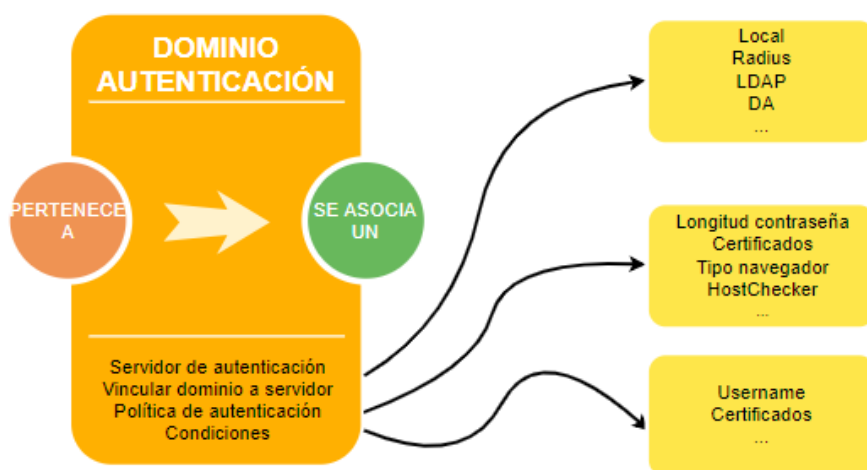 DOMINIO
AUTENTICACIÓN
PERTENECE
A
SE ASOCIA
UN
Servidor de autenticación
Vincular dominio a servidor
Política de autenticación
Condiciones
Local
Radius
LDAP
DA
...
Longitud contraseña
Certificados
Tipo navegador
HostChecker
...
Username
Certificados
...